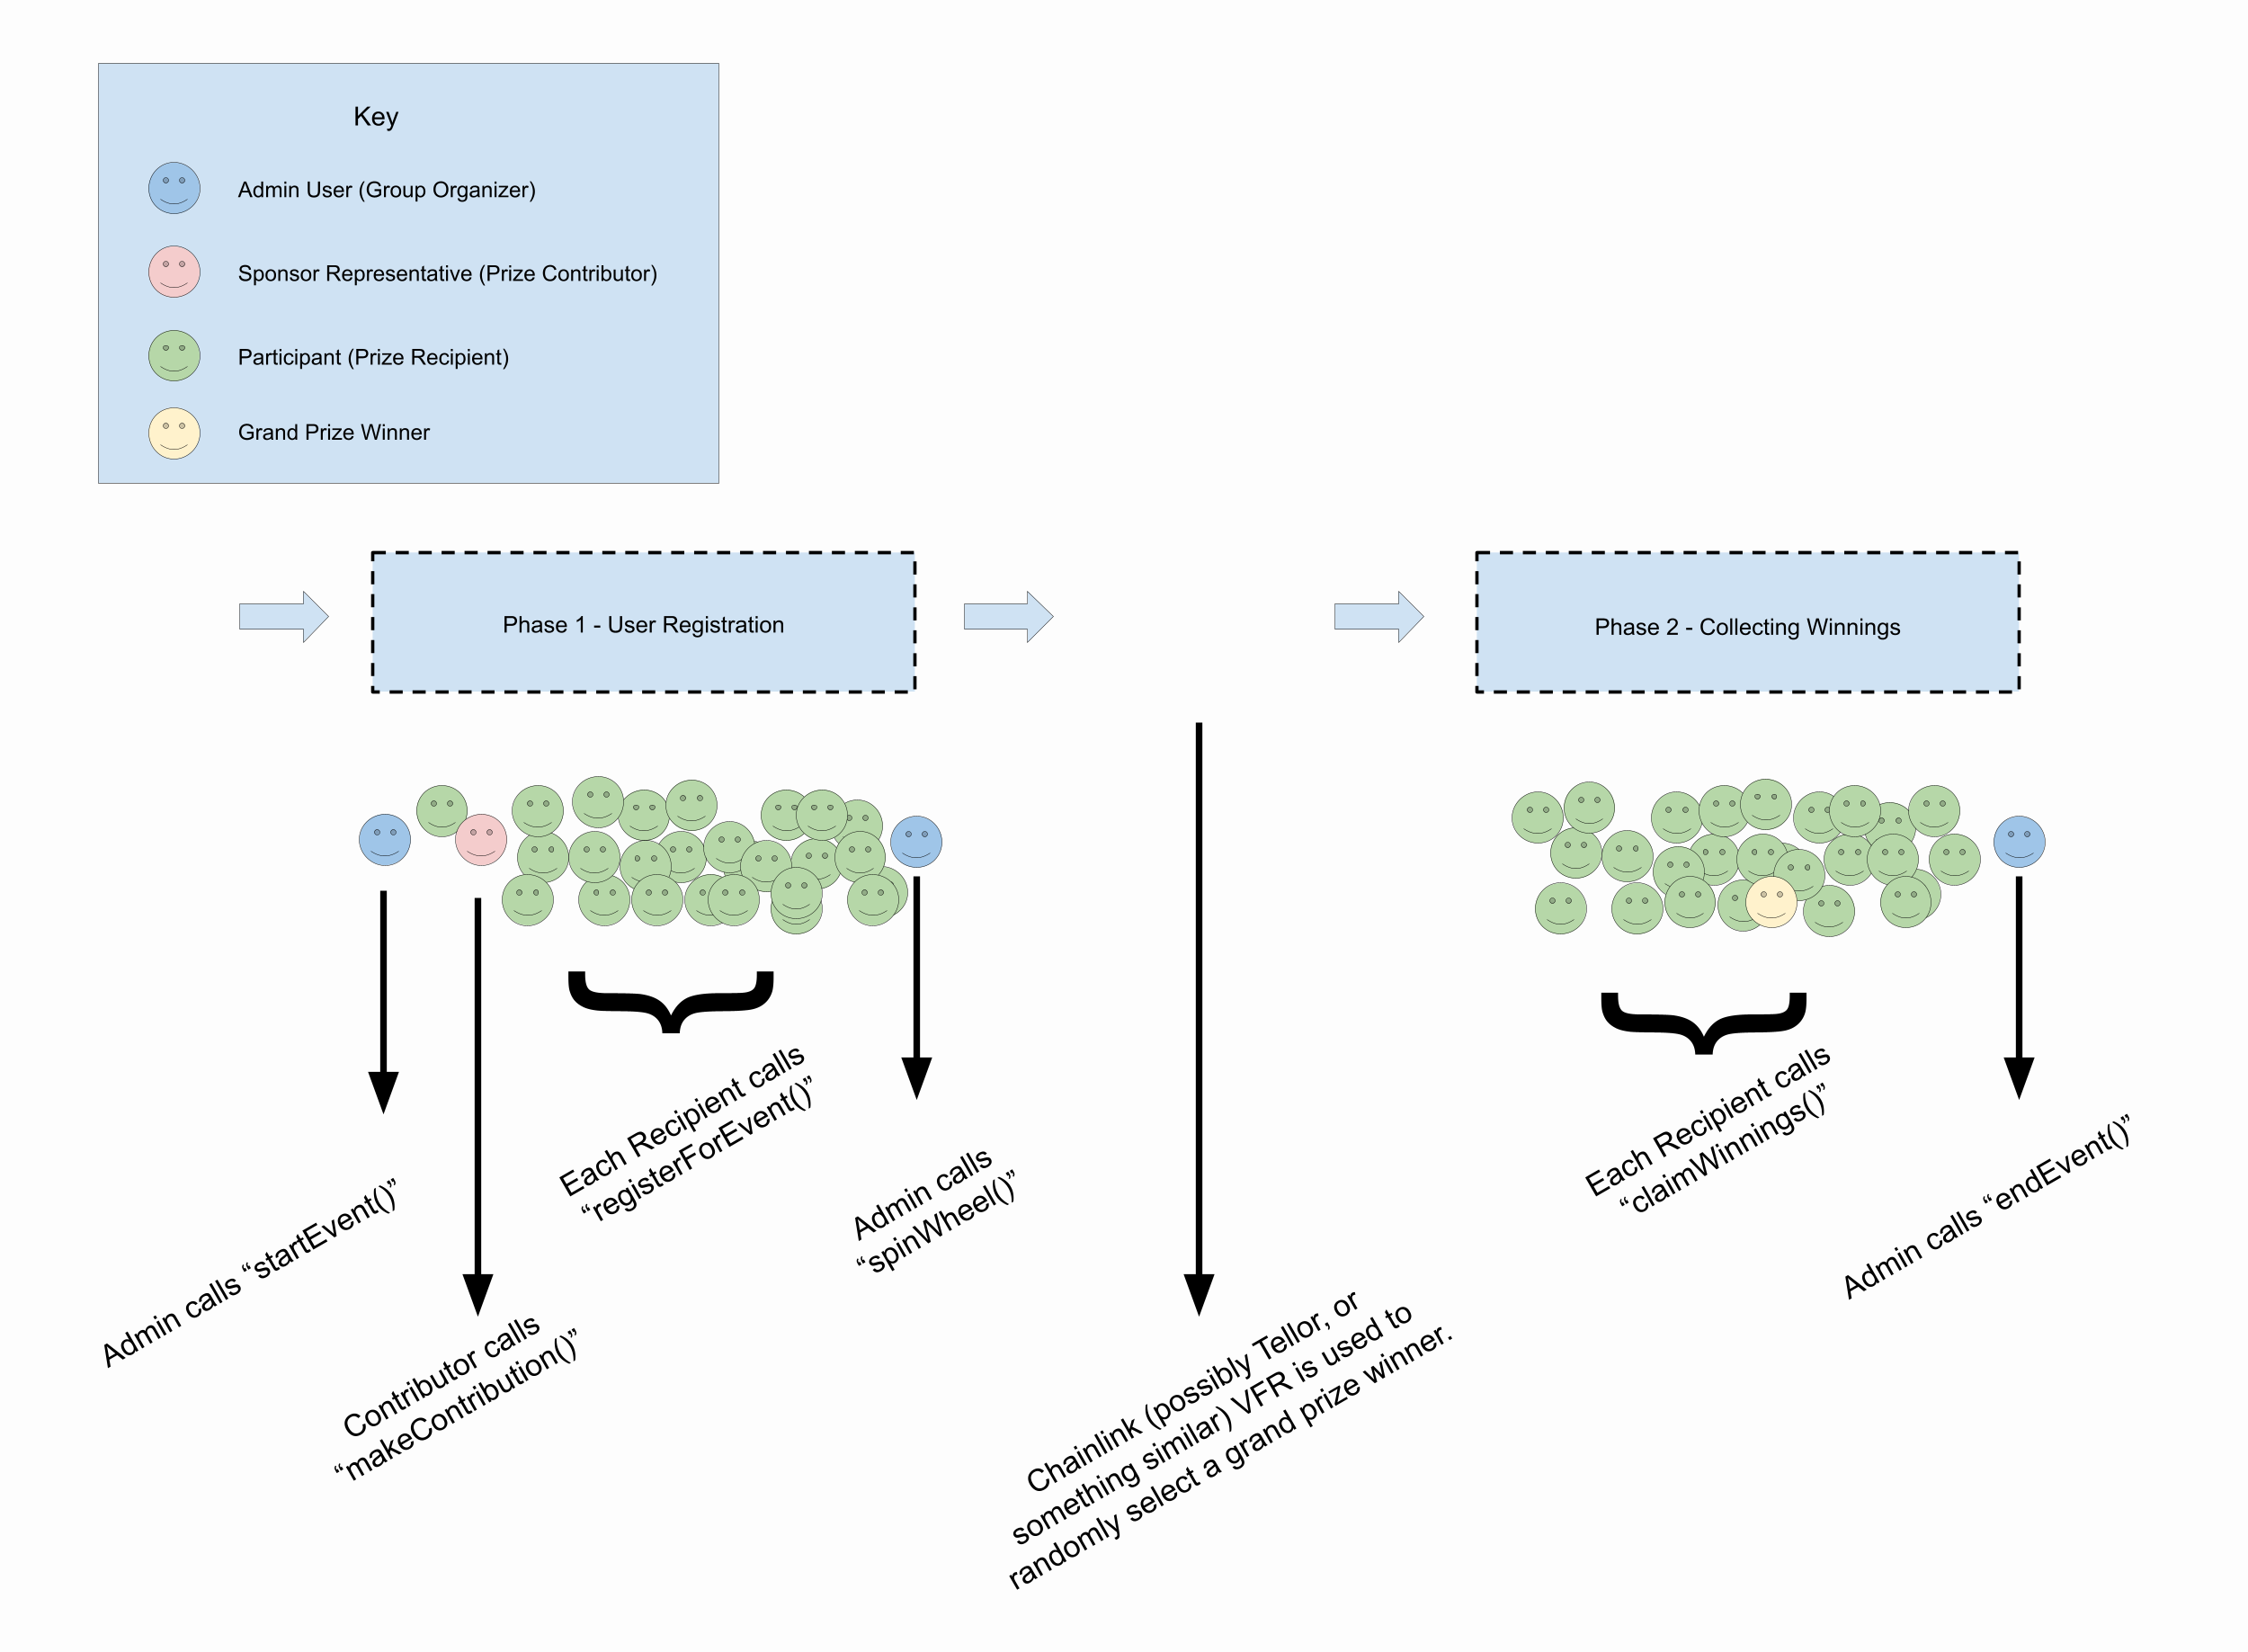 Key
Admin User (Group Organizer)
Sponsor Representative (Prize Contributor)
Participant (Prize Recipient)
Grand Prize Winner
Phase 1 - User Registration
Phase 2 - Collecting Winnings
Admin calls “startEvent()”
Contributor calls
“makeContribution()”
Each Recipient calls
“registerForEvent()”
Admin calls
“spinWheel()”
Chainlink (possibly Tellor, or
something similar) VFR is used to
randomly select a grand prize winner.
Each Recipient calls
“claimWinnings()”
Admin calls “endEvent()”